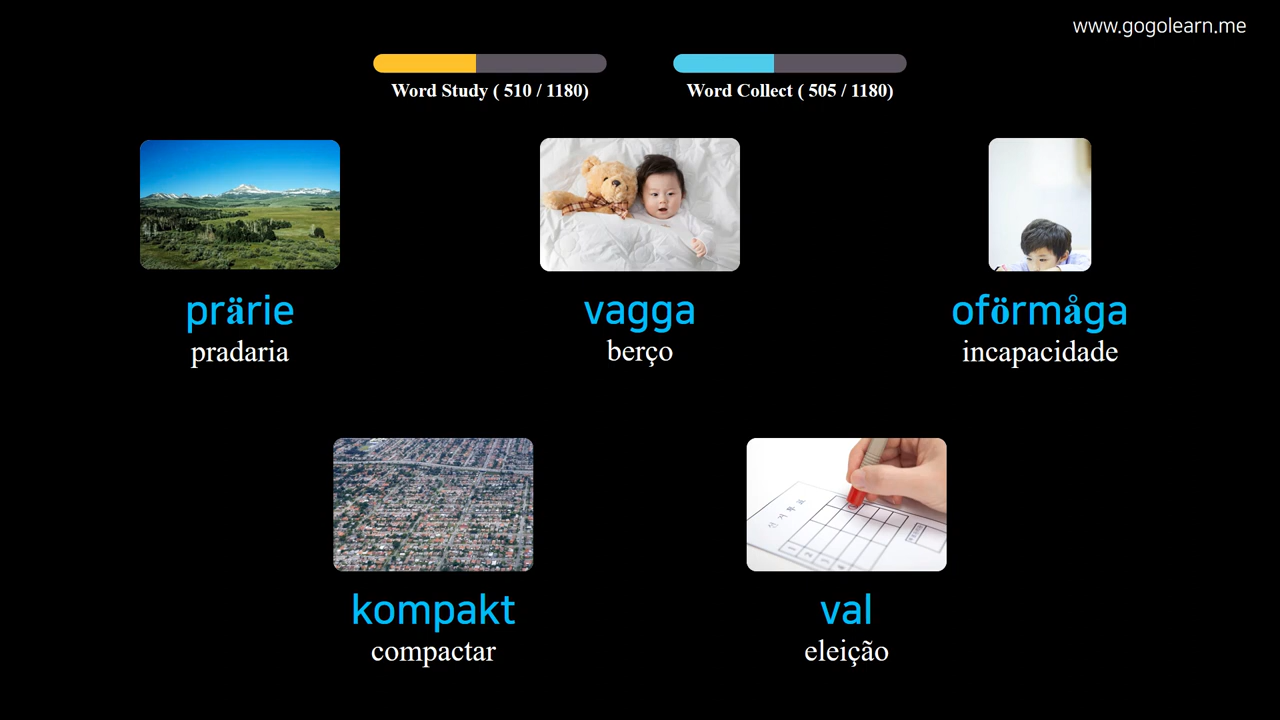 www.gogolearn.me
Word Study ( 510 / 1180)
Word Collect ( 505 / 1180)
prärie
pradaria
vagga
berço
oförmåga
incapacidade
kompakt
compactar
val
eleição